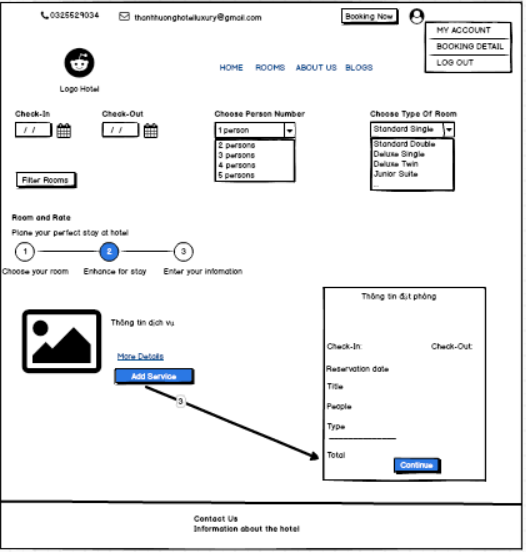 0325529034
thanhhuonghotelluxury@gmail.com
Booking Now
MY ACCOUNT
BOOKING DETAIL
LOG OUT
Logo Hotel
HOME ROOMS ABOUT US BLOGS
Check-In
Check-Out
Choose Person Number
Choose Type Of Room
/ /
/ /
1 person
Standard Single
2 persons
3 persons
4 persons
5 persons
Standard Double
Deluxe Single
Deluxe Twin
Junior Suite
...
Filter Rooms
Room and Rate
Plane your perfect stay at hotel
1
2
3
Choose your room
Enhance for stay
Enter your infomation
Thông tin dịch vụ
More Details
Add Service
3
Thông tin đặt phòng
Check-In:
Check-Out:
Reservation date
Title
People
Type
Total
Continue
Contact Us
Information about the hotel